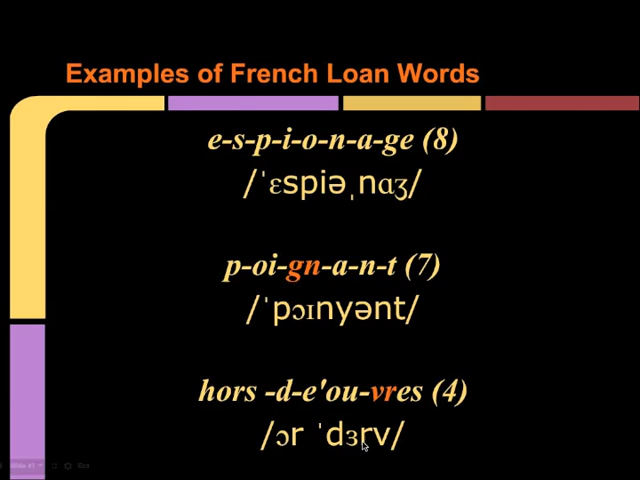 Examples of French Loan Words
e-s-p-i-o-n-a-ge (8)
/ˈɛspiəˌnɑʒ/
p-oi-gn-a-n-t (7)
/ˈpɔɪnyənt/
hors -d-e'ou-vres (4)
/ɔr ˈdɜrv/